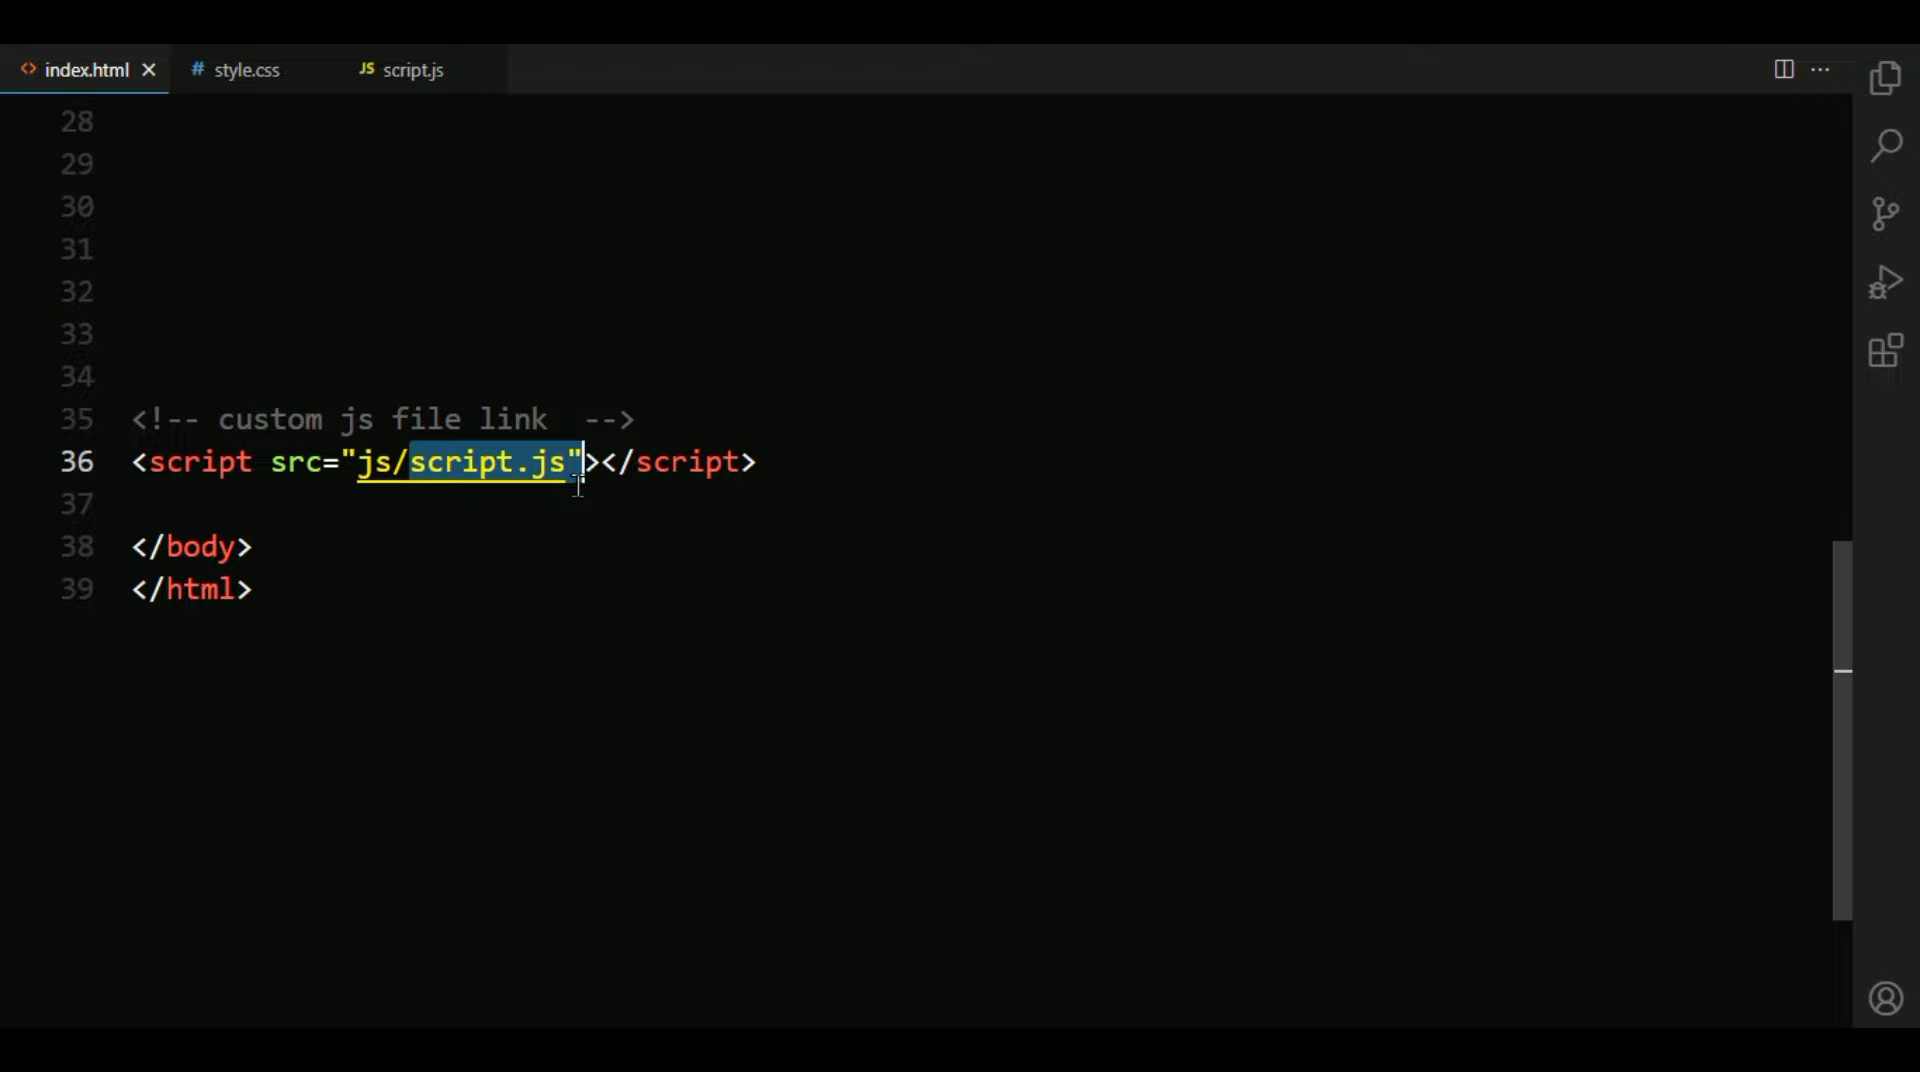 index.html
# style.css
JS script.js
28
29
30
31
32
33
34
35 <!-- custom js file link  -->
36 <script src="js/script.js"></script>
37
38 </body>
39 </html>